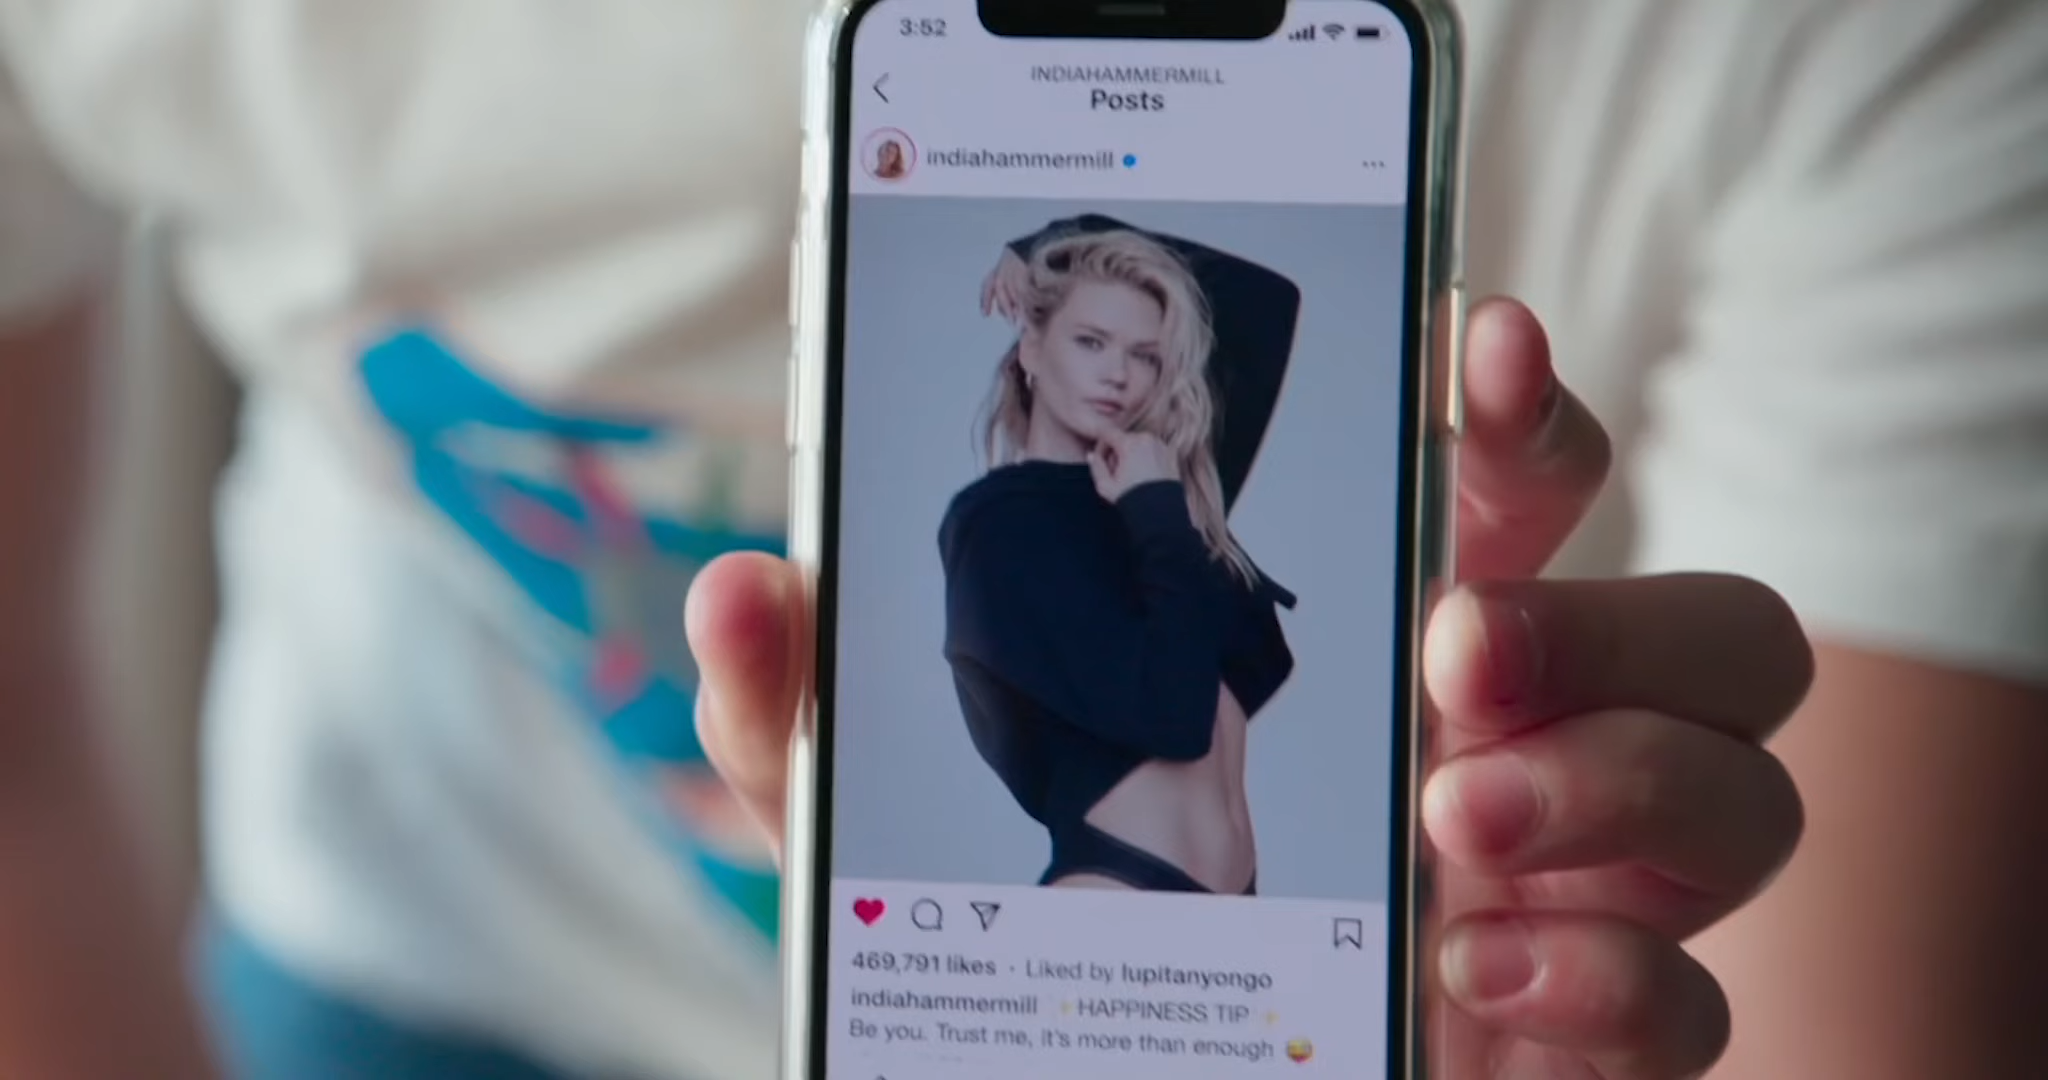 3:52
INDIAHAMMERMILL
Posts
indiahammermill
469,791 likes · Liked by lupitanyongo
indiahammermill ✨HAPPINESS TIP ✨
Be you. Trust me, it's more than enough 😜